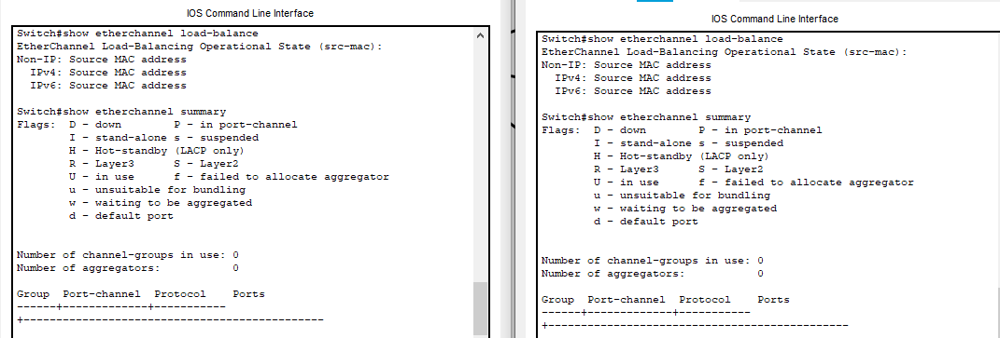 IOS Command Line Interface
Switch#show etherchannel load-balance
EtherChannel Load-Balancing Operational State (src-mac):
Non-IP: Source MAC address
IPv4: Source MAC address
IPv6: Source MAC address
Switch#show etherchannel summary
Flags:  D - down        P - in port-channel
I - stand-alone s - suspended
H - Hot-standby (LACP only)
R - Layer3      S - Layer2
U - in use      f - failed to allocate aggregator
u - unsuitable for bundling
w - waiting to be aggregated
d - default port
Number of channel-groups in use: 0
Number of aggregators:           0
Group  Port-channel  Protocol    Ports
------+-------------+-----------
+----------------------------------------------
IOS Command Line Interface
Switch#show etherchannel load-balance
EtherChannel Load-Balancing Operational State (src-mac):
Non-IP: Source MAC address
IPv4: Source MAC address
IPv6: Source MAC address
Switch#show etherchannel summary
Flags:  D - down        P - in port-channel
I - stand-alone s - suspended
H - Hot-standby (LACP only)
R - Layer3      S - Layer2
U - in use      f - failed to allocate aggregator
u - unsuitable for bundling
w - waiting to be aggregated
d - default port
Number of channel-groups in use: 0
Number of aggregators:           0
Group  Port-channel  Protocol    Ports
------+-------------+-----------
+----------------------------------------------